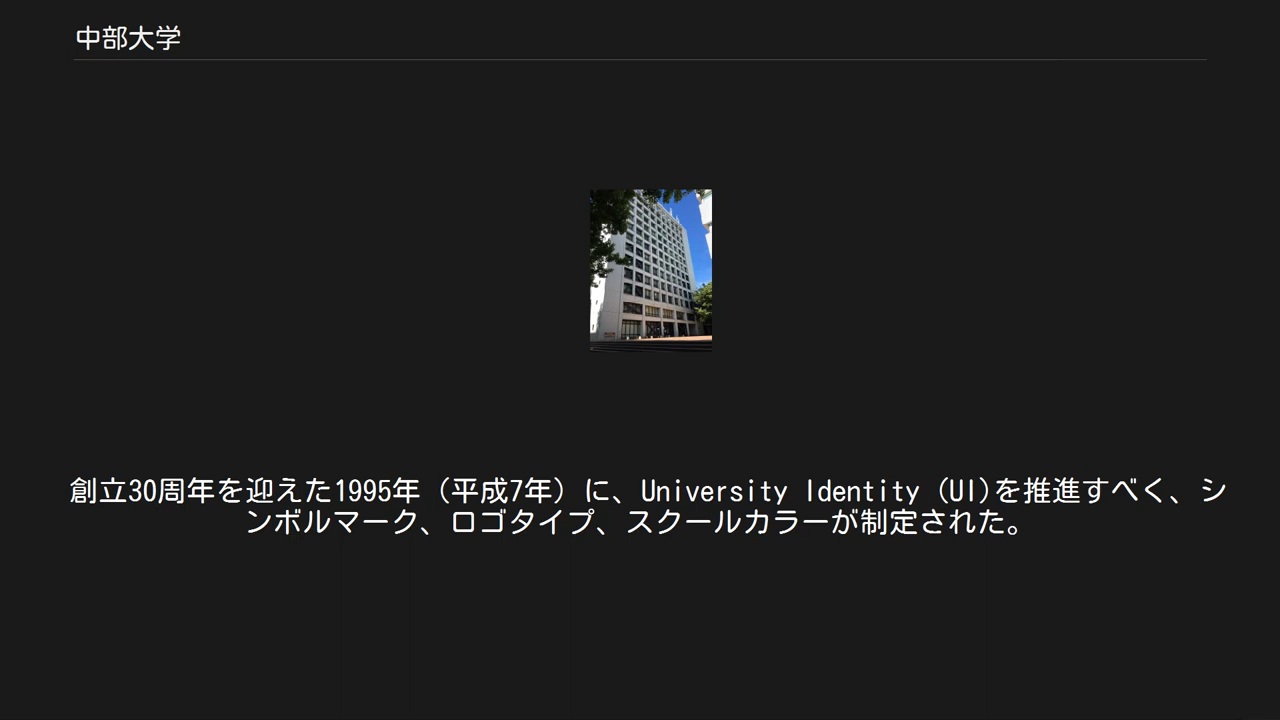 中部大学
創立30周年を迎えた1995年（平成7年）に、University Identity (UI)を推進すべく、シ
ンボルマーク、ロゴタイプ、スクールカラーが制定された。